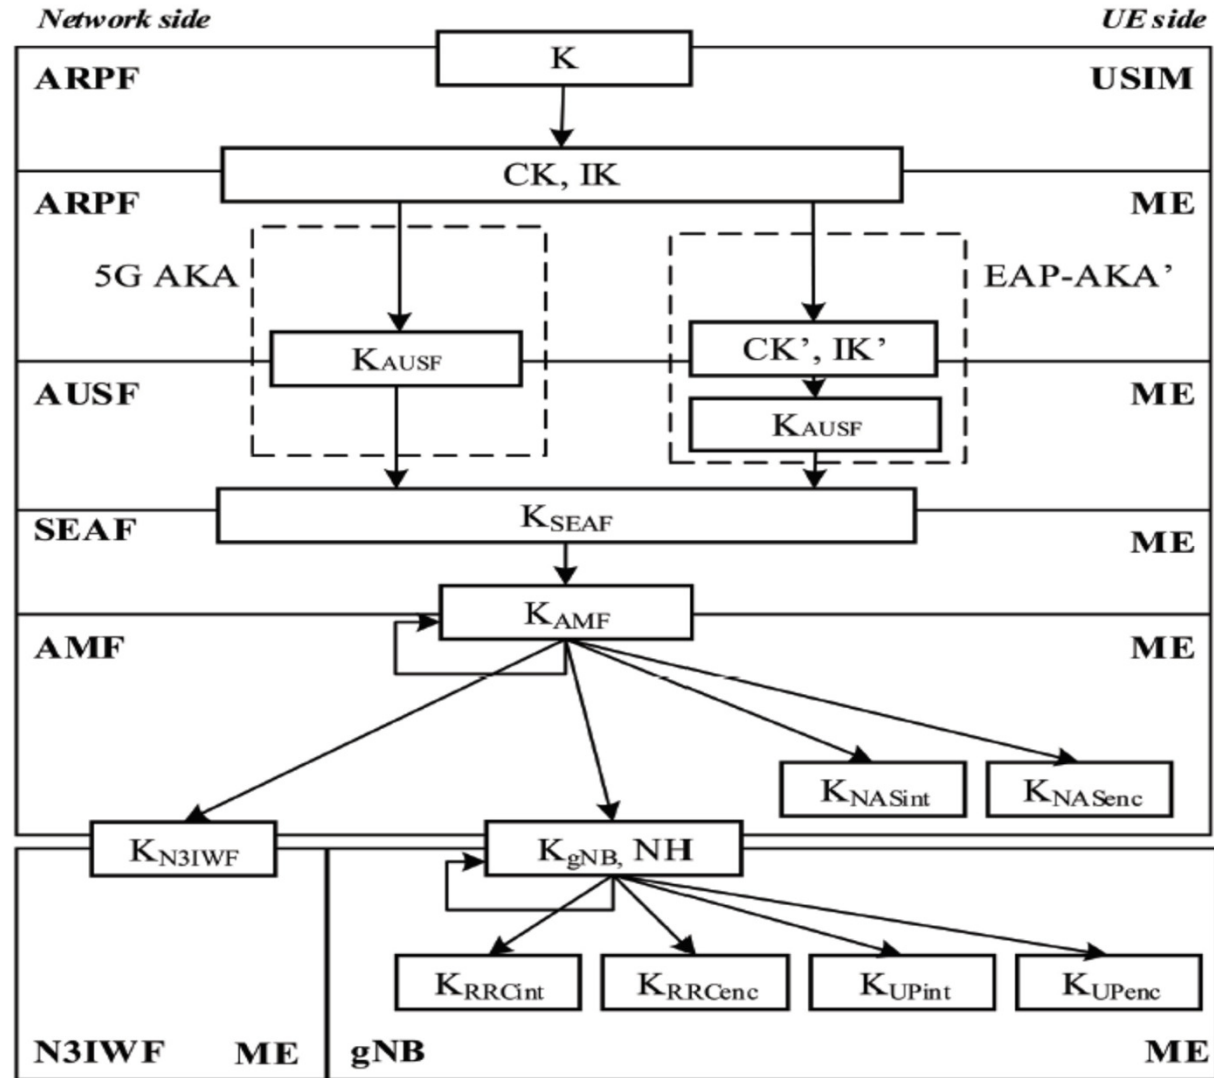 Network side
UE side
K
ARPF
USIM
CK, IK
ARPF
ME
5G AKA
EAP-AKA’
KAUSF
CK’, IK’
AUSF
ME
KAUSF
KSEAF
SEAF
ME
KAMF
AMF
ME
KNASint
KNASenc
KN3IWF
KgNB, NH
KRRCint
KRRCenc
KUPint
KUPenc
N3IWF
ME
gNB
ME